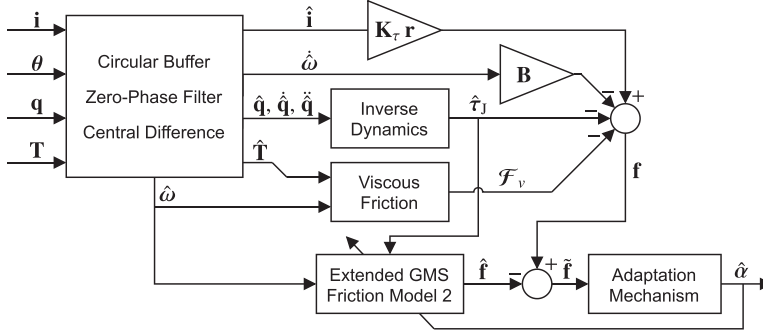 i
θ
q
T
Circular Buffer
Zero-Phase Filter
Central Difference
î
K_τ r
ω̂̇
B
q̂, q̂̇, q̂̈
Inverse
Dynamics
τ̂_J
T̂
Viscous
Friction
ℱ_v
ω̂
+
−
−
−
f
Extended GMS
Friction Model 2
f̂
−
+
f̃
Adaptation
Mechanism
α̂